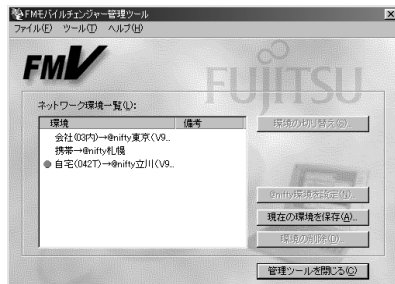 FMモバイルチェンジャー管理ツール
ファイル(F) ツール(T) ヘルプ(H)
FMV
FUJITSU
ネットワーク環境一覧(L):
環境 備考
会社(03内)→@nifty東京(V9..
携帯→@nifty札幌
自宅(042T)→@nifty立川(V9..
環境の切り替え(S)..
@nifty環境を設定(N)..
現在の環境を保存(A)..
環境の削除(D)..
管理ツールを閉じる(C)